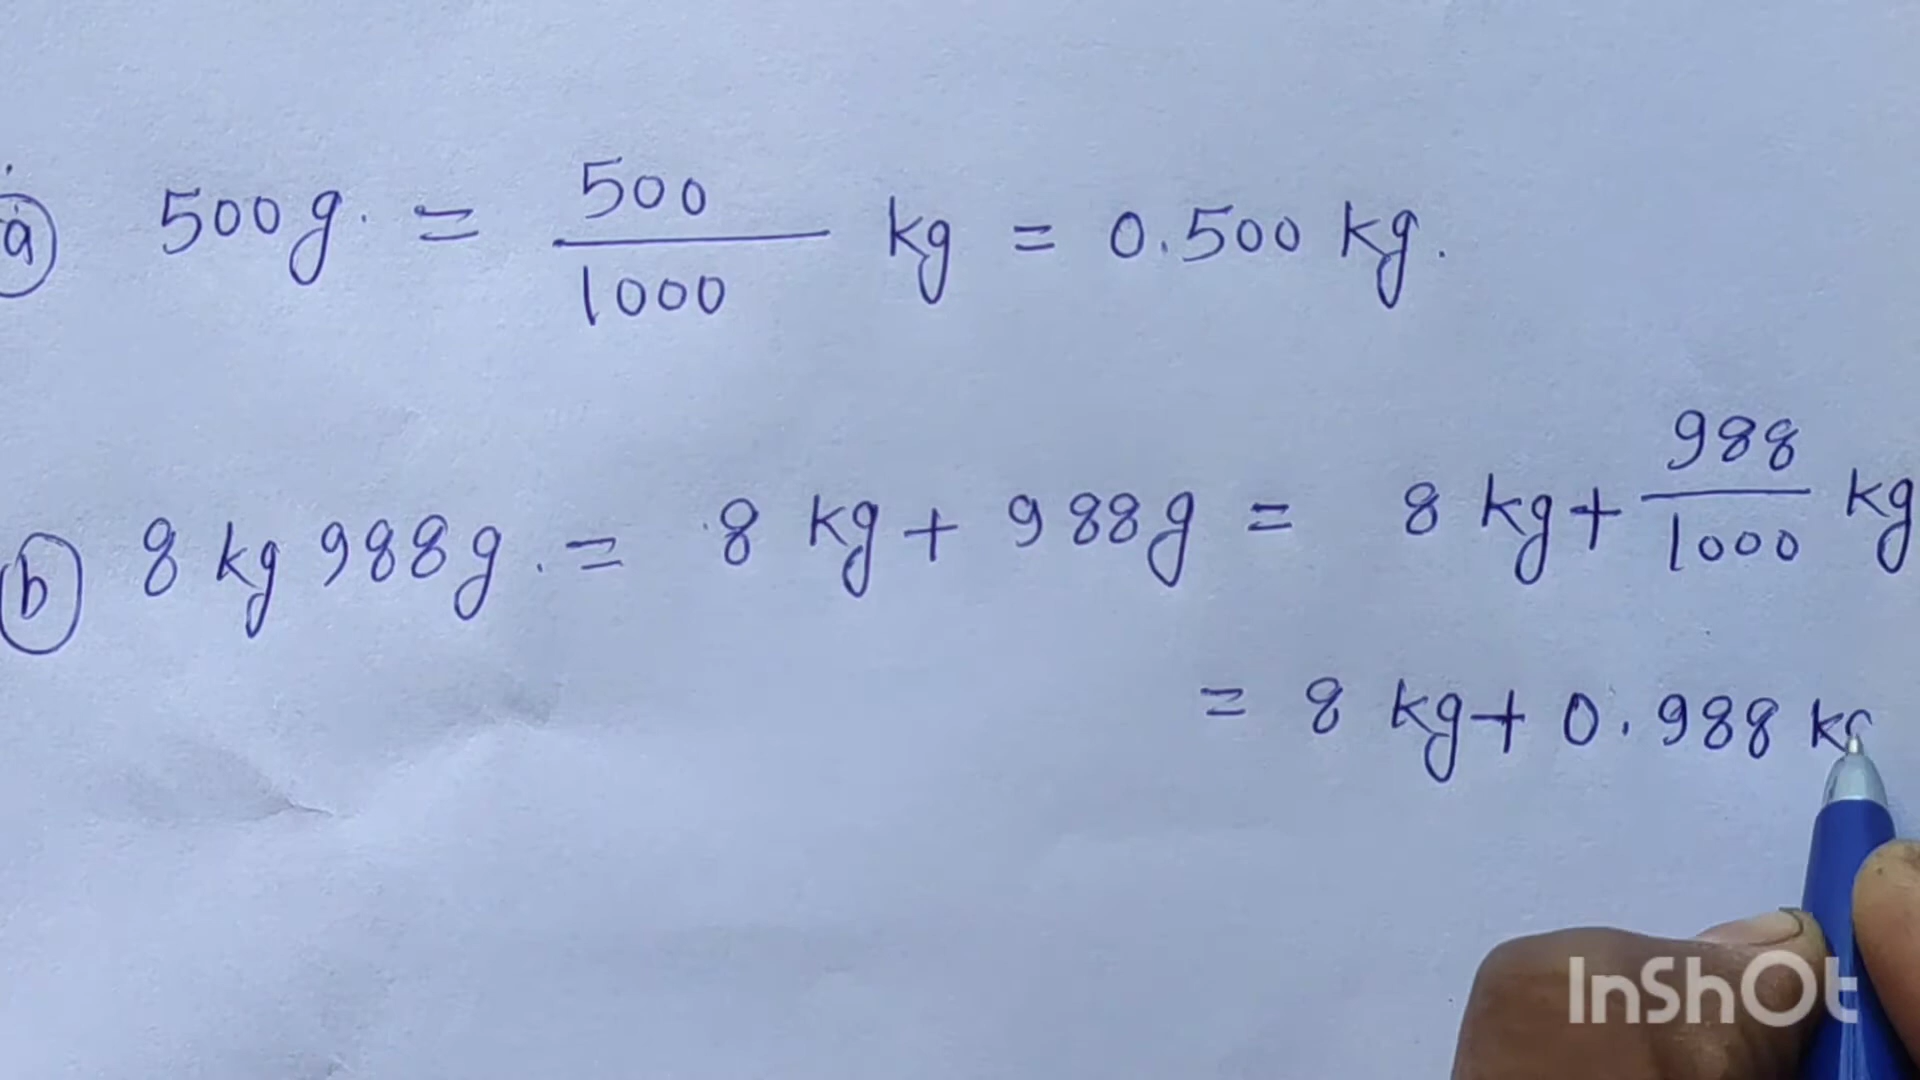 a 500g. = 500/1000 kg = 0.500 kg.
b 8 kg 988g. = 8 kg + 988g = 8 kg + 988/1000 kg
= 8 kg + 0.988 kg
InShOt